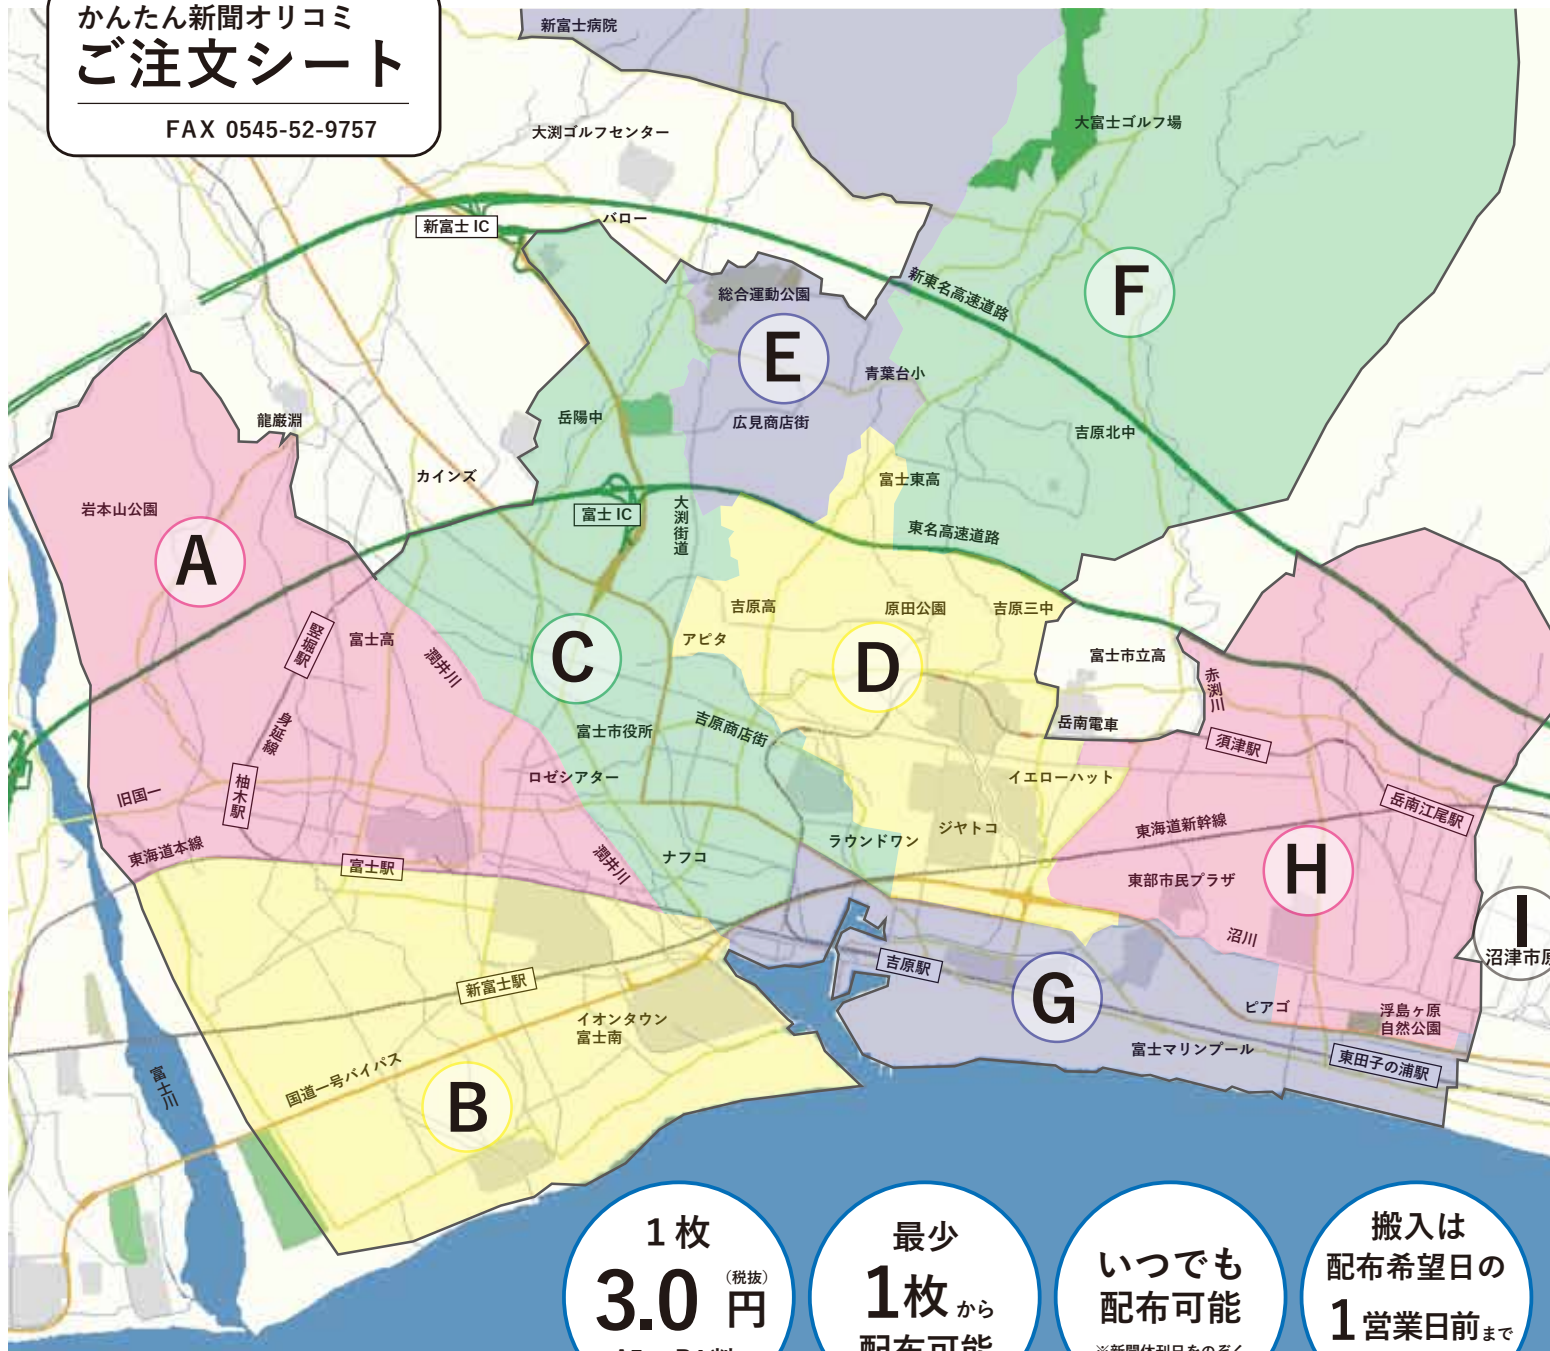 かんたん新聞オリコミ
ご注文シート
FAX 0545-52-9757
新富士病院
大渕ゴルフセンター
大富士ゴルフ場
新富士 IC
バロー
新東名高速道路
F
総合運動公園
E
青葉台小
龍巌淵
岳陽中
広見商店街
吉原北中
カインズ
富士東高
岩本山公園
富士 IC
大渕街道
東名高速道路
A
吉原高
原田公園
吉原三中
竪堀駅
富士高
潤井川
アピタ
C
D
富士市立高
赤渕川
身延線
富士市役所
吉原商店街
岳南電車
須津駅
ロゼシアター
イエローハット
柚木駅
旧国一
岳南江尾駅
東海道新幹線
ジヤトコ
ラウンドワン
東海道本線
富士駅
潤井川
ナフコ
東部市民プラザ
H
I
沼津市原
沼川
吉原駅
新富士駅
G
ピアゴ
浮島ヶ原
自然公園
イオンタウン
富士南
富士マリンプール
東田子の浦駅
国道一号バイパス
富士川
B
1 枚
3.0 円
（税抜）
最少
1枚 から
配布可能
いつでも
配布可能
搬入は
配布希望日の
1 営業日前 まで